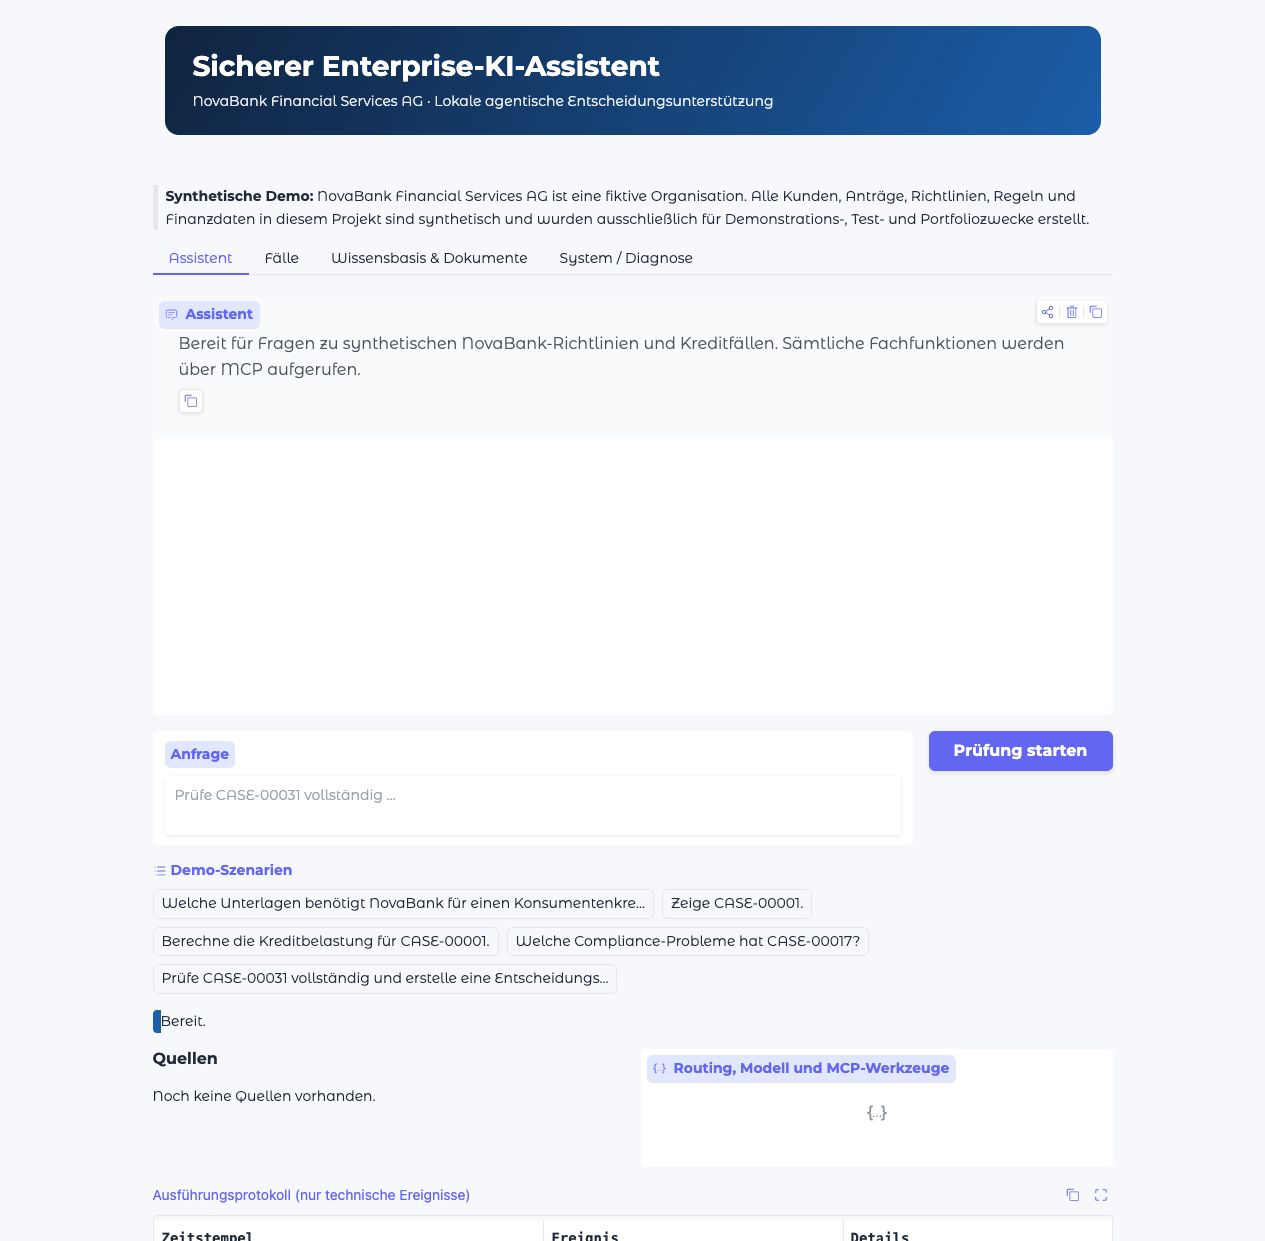 Sicherer Enterprise-KI-Assistent
NovaBank Financial Services AG · Lokale agentische Entscheidungsunterstützung
Synthetische Demo: NovaBank Financial Services AG ist eine fiktive Organisation. Alle Kunden, Anträge, Richtlinien, Regeln und
Finanzdaten in diesem Projekt sind synthetisch und wurden ausschließlich für Demonstrations-, Test- und Portfoliozwecke erstellt.
Assistent Fälle Wissensbasis & Dokumente System / Diagnose
Assistent
Bereit für Fragen zu synthetischen NovaBank-Richtlinien und Kreditfällen. Sämtliche Fachfunktionen werden
über MCP aufgerufen.
Anfrage
Prüfung starten
Prüfe CASE-00031 vollständig ...
Demo-Szenarien
Welche Unterlagen benötigt NovaBank für einen Konsumentenkre... Zeige CASE-00001.
Berechne die Kreditbelastung für CASE-00001. Welche Compliance-Probleme hat CASE-00017?
Prüfe CASE-00031 vollständig und erstelle eine Entscheidungs...
Bereit.
Quellen
Noch keine Quellen vorhanden.
{..} Routing, Modell und MCP-Werkzeuge
{...}
Ausführungsprotokoll (nur technische Ereignisse)
Zeitstempel Ereignis Details